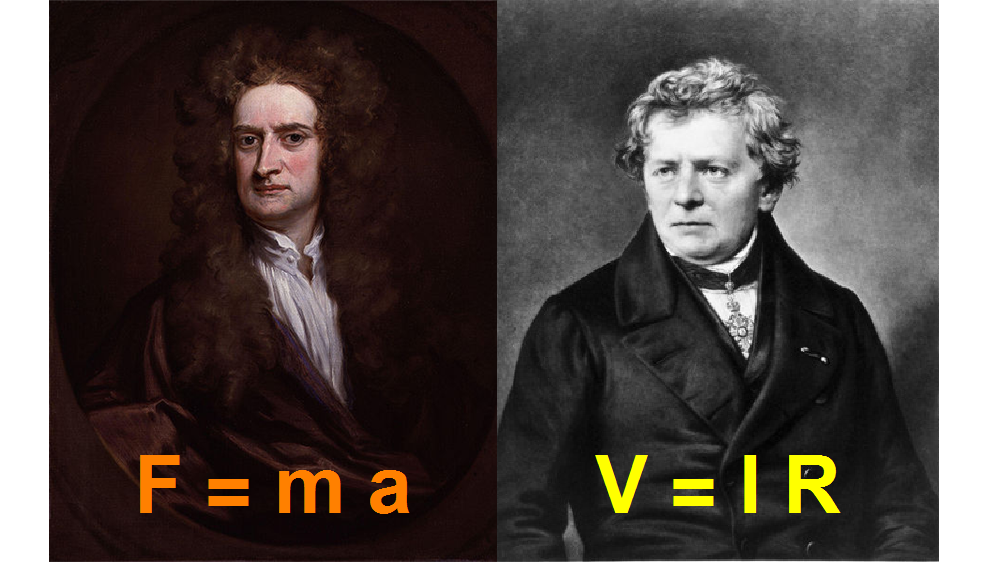 F = m a
V = I R